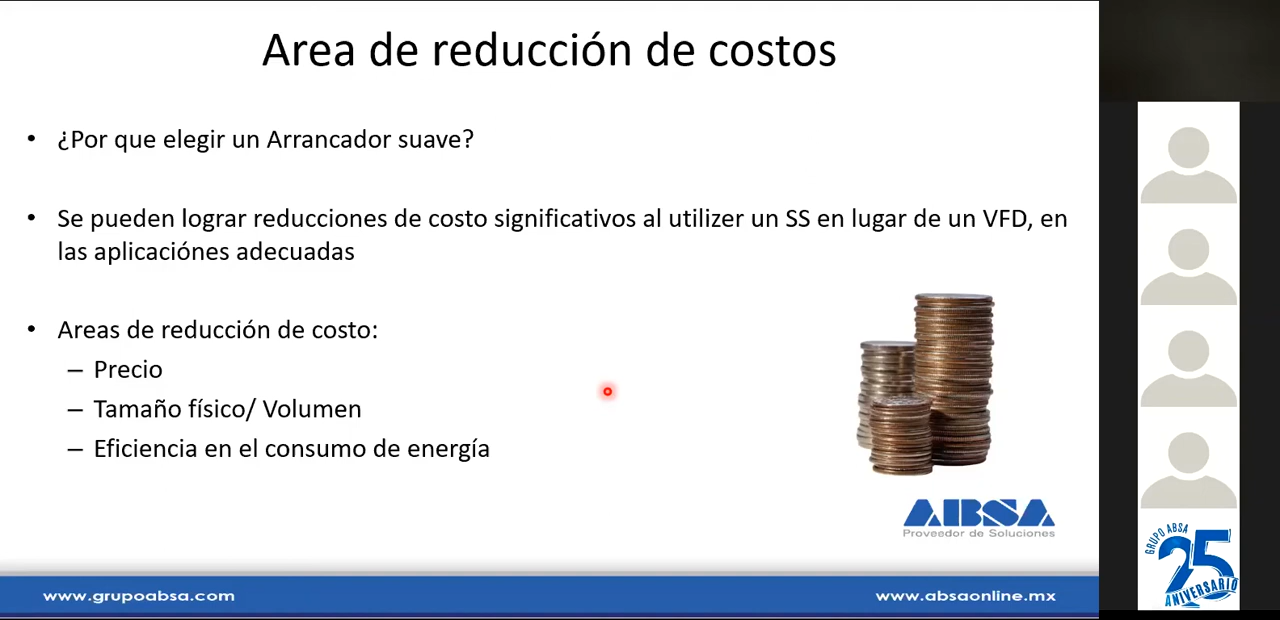 Area de reducción de costos
• ¿Por que elegir un Arrancador suave?
• Se pueden lograr reducciones de costo significativos al utilizer un SS en lugar de un VFD, en
las aplicaciónes adecuadas
• Areas de reducción de costo:
– Precio
– Tamaño físico/ Volumen
– Eficiencia en el consumo de energía
ABSA
Proveedor de Soluciones
GRUPO ABSA
25
ANIVERSARIO
www.grupoabsa.com
www.absaonline.mx